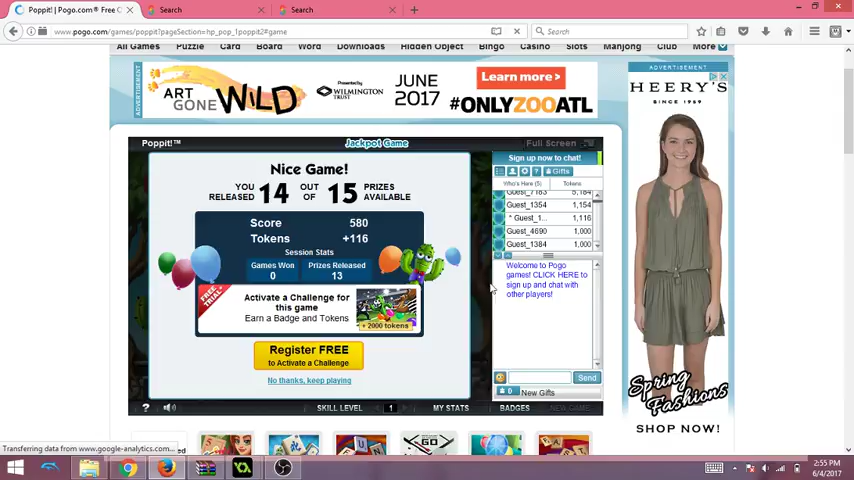 Poppit! | Pogo.com® Free O
Search
Search
www.pogo.com/games/poppit?pageSection=hp_pop_1poppit2#game
Search
All Games Puzzle Card Board Word Downloads Hidden Object Bingo Casino Slots Mahjong Club More
ADVERTISEMENT
ART
GONE WILD
Presented by
WILMINGTON
TRUST
JUNE
2017
Learn more >
#ONLYZOOATL
ADVERTISEMENT
HEERY'S
SINCE 1959
Spring
Fashions
SHOP NOW!
Poppit!™
Jackpot Game
Full Screen
Nice Game!
YOU RELEASED 14 OUT OF 15 PRIZES AVAILABLE
Score 580
Tokens +116
Session Stats
Games Won
0
Prizes Released
13
FREE TRIAL
Activate a Challenge for
this game
Earn a Badge and Tokens
+ 2000 tokens
Register FREE
to Activate a Challenge
No thanks, keep playing
Sign up now to chat!
? Gifts
Who's Here (5) Tokens
Guest_7183 5,184
Guest_1354 1,154
* Guest_1... 1,116
Guest_4690 1,000
Guest_1384 1,000
Welcome to Pogo
games! CLICK HERE to
sign up and chat with
other players!
Send
0 New Gifts
? SKILL LEVEL 1 MY STATS BADGES NEW GAME
Transferring data from www.google-analytics.com...
2:55 PM
6/4/2017